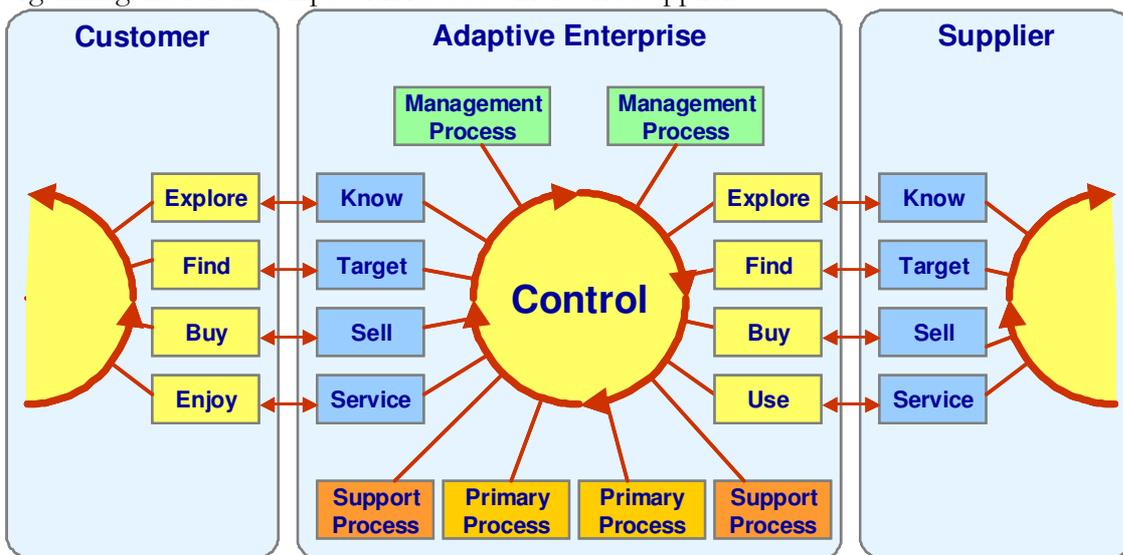 Customer
Adaptive Enterprise
Supplier
Management
Process
Management
Process
Explore
Know
Explore
Know
Find
Target
Find
Target
Control
Buy
Sell
Buy
Sell
Enjoy
Service
Use
Service
Support
Process
Primary
Process
Primary
Process
Support
Process